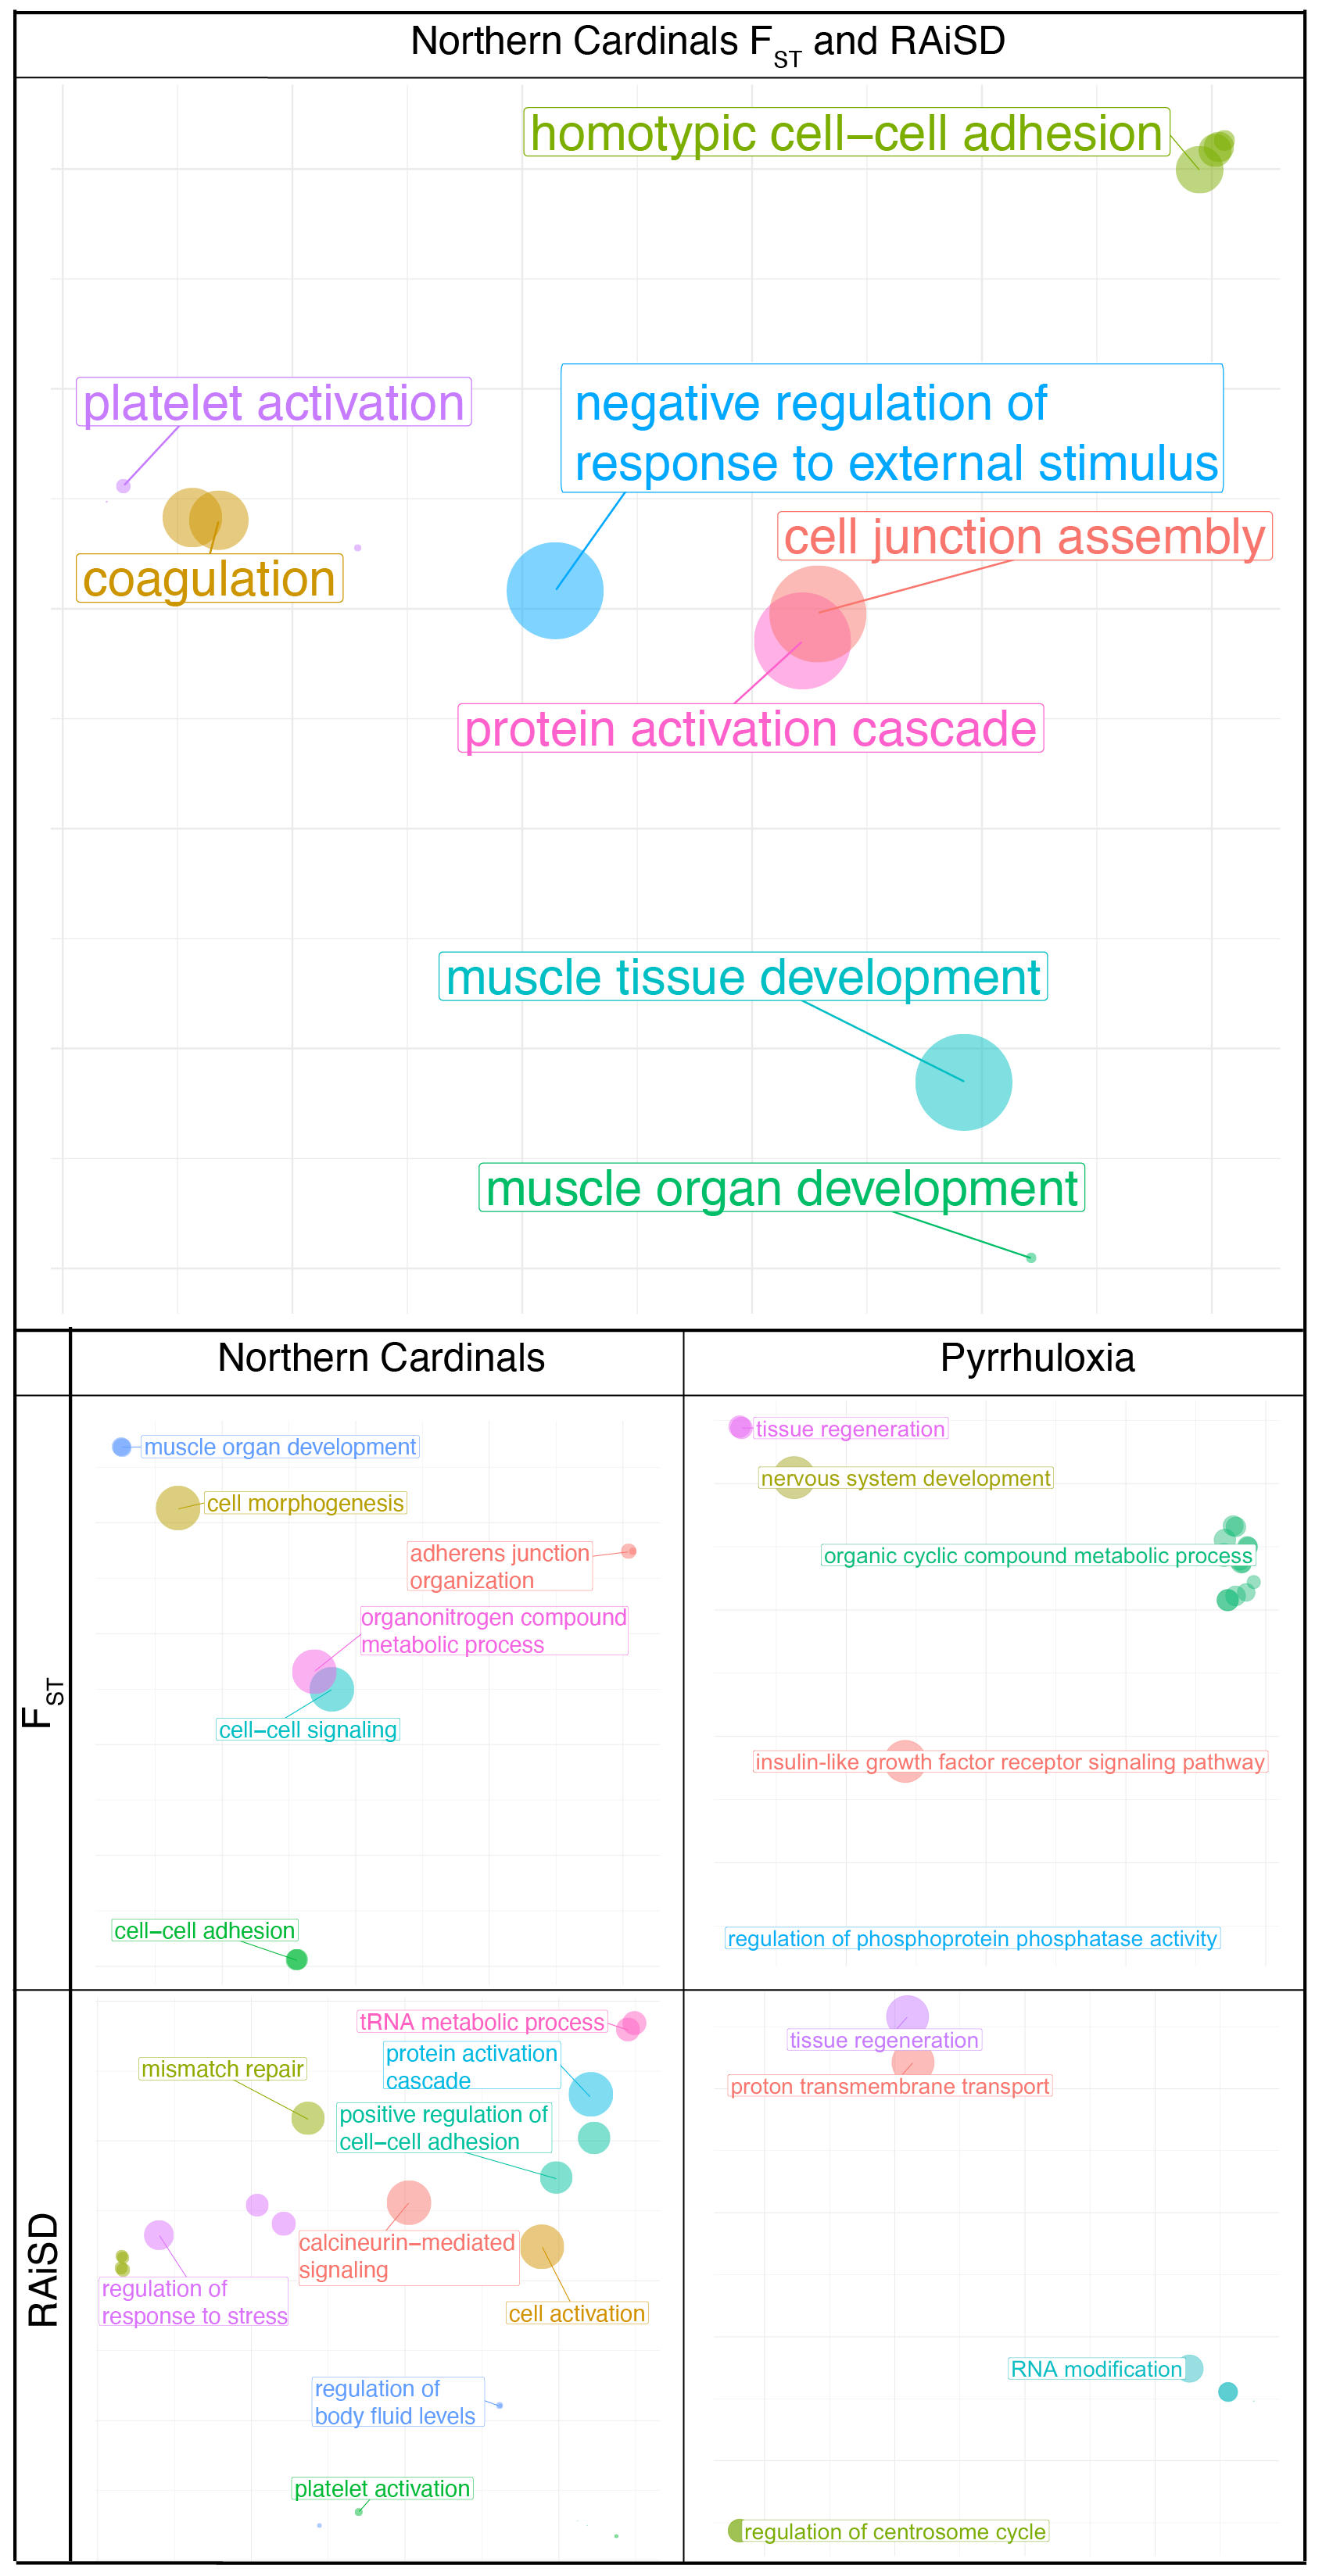 Northern Cardinals FST and RAiSD
homotypic cell–cell adhesion
platelet activation
negative regulation of
response to external stimulus
cell junction assembly
coagulation
protein activation cascade
muscle tissue development
muscle organ development
Northern Cardinals
Pyrrhuloxia
FST
muscle organ development
cell morphogenesis
adherens junction
organization
organonitrogen compound
metabolic process
cell–cell signaling
cell–cell adhesion
tissue regeneration
nervous system development
organic cyclic compound metabolic process
insulin-like growth factor receptor signaling pathway
regulation of phosphoprotein phosphatase activity
RAiSD
tRNA metabolic process
protein activation
cascade
mismatch repair
positive regulation of
cell–cell adhesion
calcineurin–mediated
signaling
regulation of
response to stress
cell activation
regulation of
body fluid levels
platelet activation
tissue regeneration
proton transmembrane transport
RNA modification
regulation of centrosome cycle